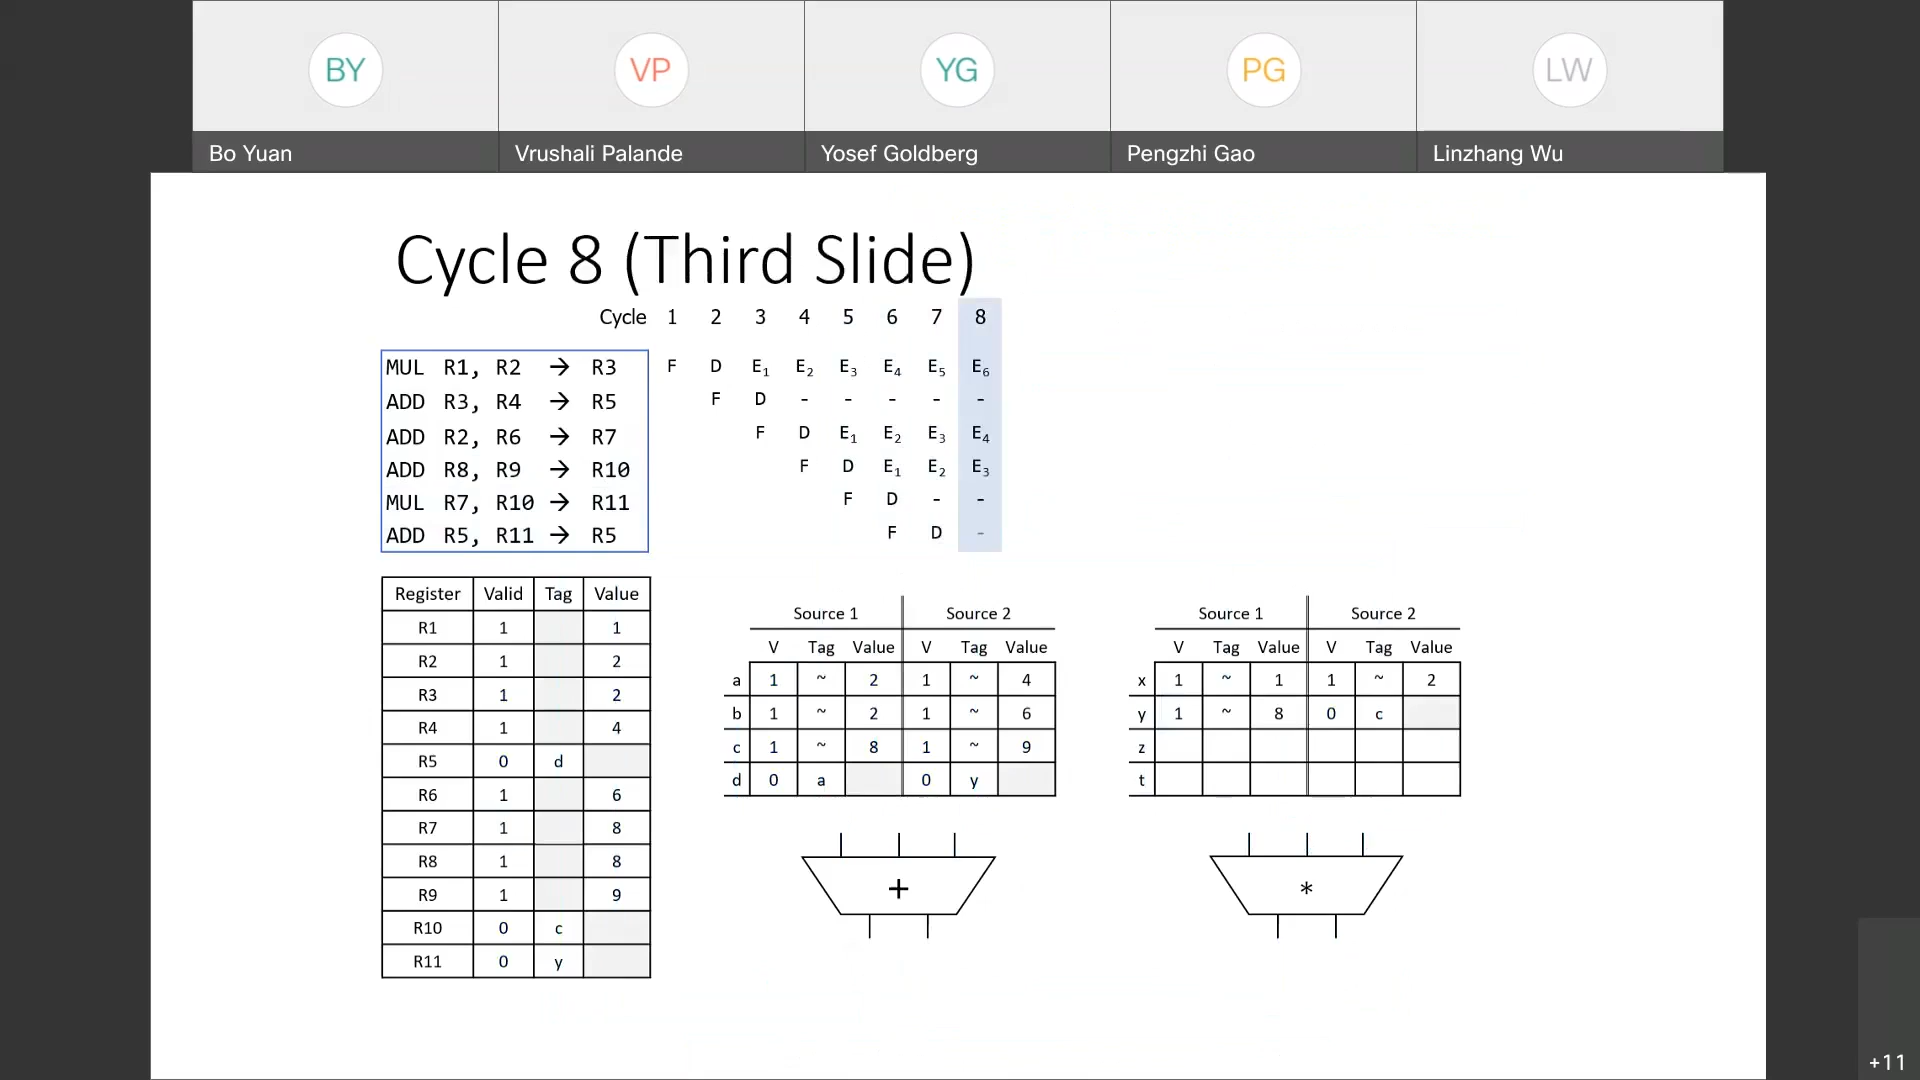 BY VP YG PG LW
Bo Yuan Vrushali Palande Yosef Goldberg Pengzhi Gao Linzhang Wu
Cycle 8 (Third Slide)
Cycle 1 2 3 4 5 6 7 8
MUL R1, R2 → R3 F D E₁ E₂ E₃ E₄ E₅ E₆
ADD R3, R4 → R5 F D - - - - -
ADD R2, R6 → R7 F D E₁ E₂ E₃ E₄
ADD R8, R9 → R10 F D E₁ E₂ E₃
MUL R7, R10 → R11 F D - -
ADD R5, R11 → R5 F D -
Register Valid Tag Value
R1 1 1
R2 1 2
R3 1 2
R4 1 4
R5 0 d
R6 1 6
R7 1 8
R8 1 8
R9 1 9
R10 0 c
R11 0 y
Source 1 Source 2
V Tag Value V Tag Value
a 1 ~ 2 1 ~ 4
b 1 ~ 2 1 ~ 6
c 1 ~ 8 1 ~ 9
d 0 a 0 y
+
Source 1 Source 2
V Tag Value V Tag Value
x 1 ~ 1 1 ~ 2
y 1 ~ 8 0 c
z
t
*
+11